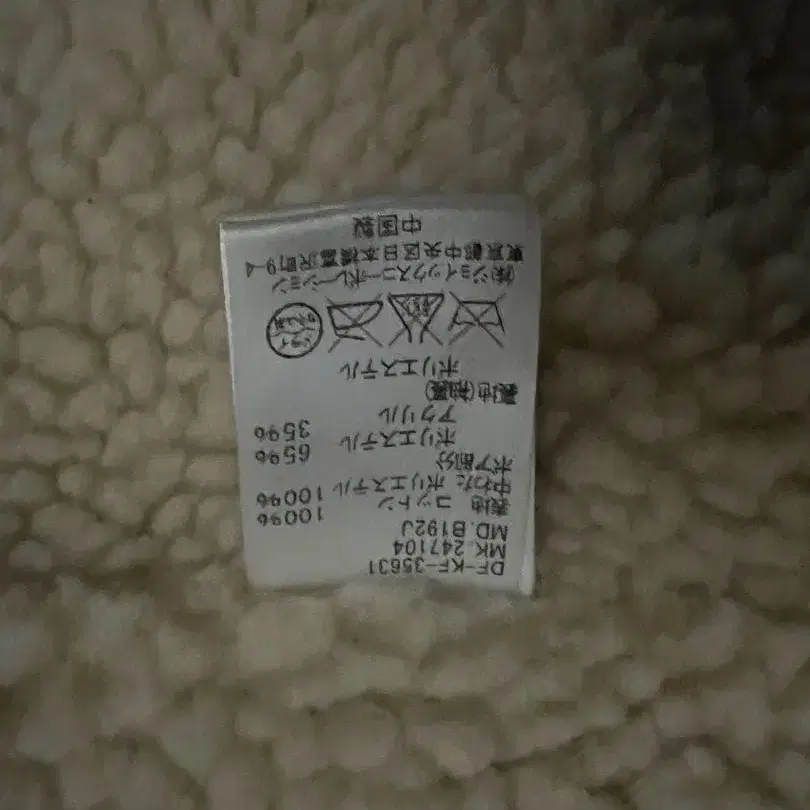 DF-KF-35631
MK.247104
MD.B192J
表地 コットン 100%
中わた ポリエステル 100%
ボア部分
ポリエステル 65%
アクリル 35%
裏地(袖裏)
ポリエステル
ドライ
㈱ジョイックスコーポレーション
東京都中央区日本橋富沢町9-4
中国製